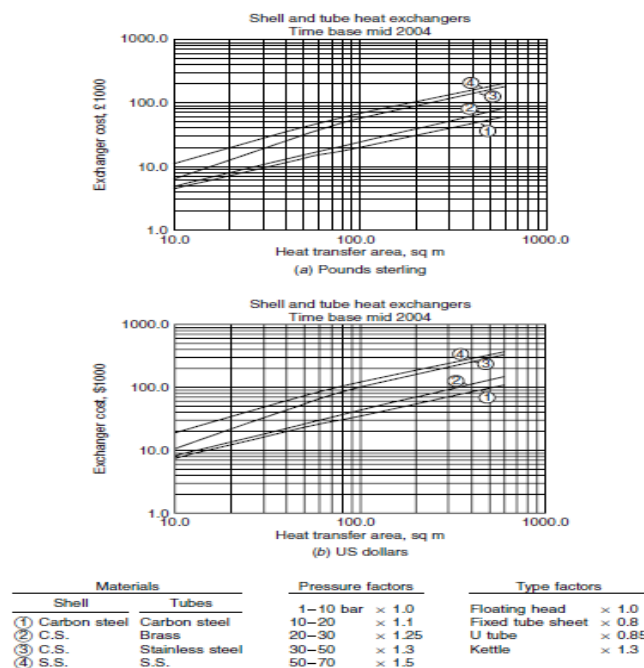 Shell and tube heat exchangers
Time base mid 2004
1000.0
100.0
10.0
1.0
Exchanger cost, £1000
4
3
2
1
10.0 100.0 1000.0
Heat transfer area, sq m
(a) Pounds sterling
Shell and tube heat exchangers
Time base mid 2004
1000.0
100.0
10.0
1.0
Exchanger cost, $1000
4
3
2
1
10.0 100.0 1000.0
Heat transfer area, sq m
(b) US dollars
Materials Pressure factors Type factors
Shell Tubes
1–10 bar × 1.0 Floating head × 1.0
① Carbon steel Carbon steel 10–20 × 1.1 Fixed tube sheet × 0.8
② C.S. Brass 20–30 × 1.25 U tube × 0.85
③ C.S. Stainless steel 30–50 × 1.3 Kettle × 1.3
④ S.S. S.S. 50–70 × 1.5